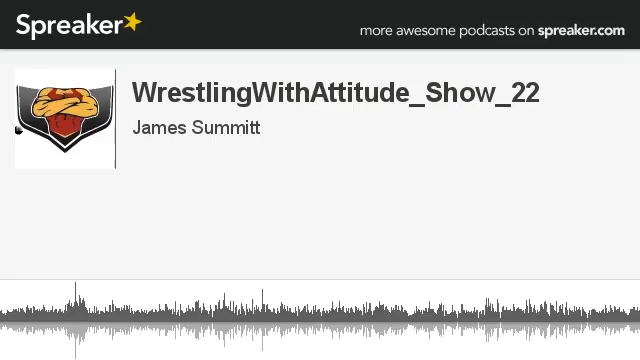 Spreaker
more awesome podcasts on spreaker.com
WrestlingWithAttitude_Show_22
James Summitt